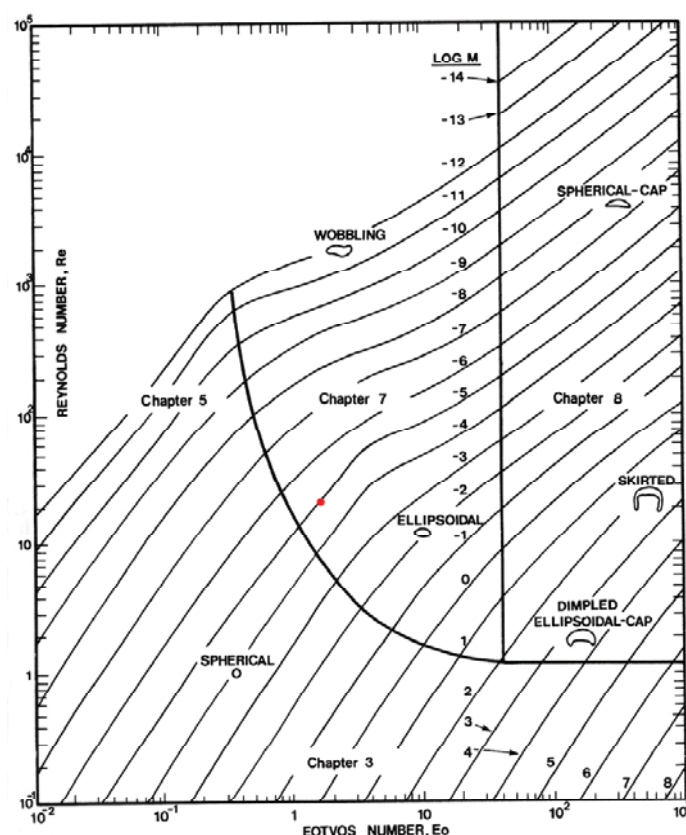 10⁵
LOG M
-14
-13
10⁴
-12
-11
SPHERICAL-CAP
-10
WOBBLING
-9
10³
-8
-7
-6
REYNOLDS NUMBER, Re
Chapter 5
Chapter 7
-5
Chapter 8
10²
-4
-3
SKIRTED
-2
ELLIPSOIDAL
-1
10
0
DIMPLED
ELLIPSOIDAL-CAP
1
SPHERICAL
1
2
3
4
Chapter 3
5
6
7
8
10⁻¹
10⁻²
10⁻¹
1
10
10²
10
EOTVOS NUMBER, Eo